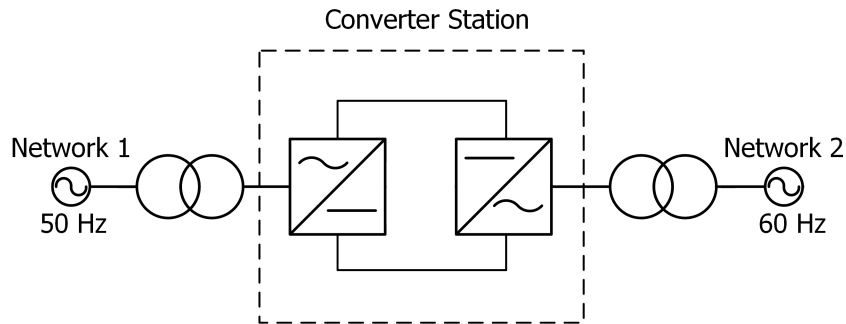 Converter Station
Network 1
50 Hz
Network 2
60 Hz